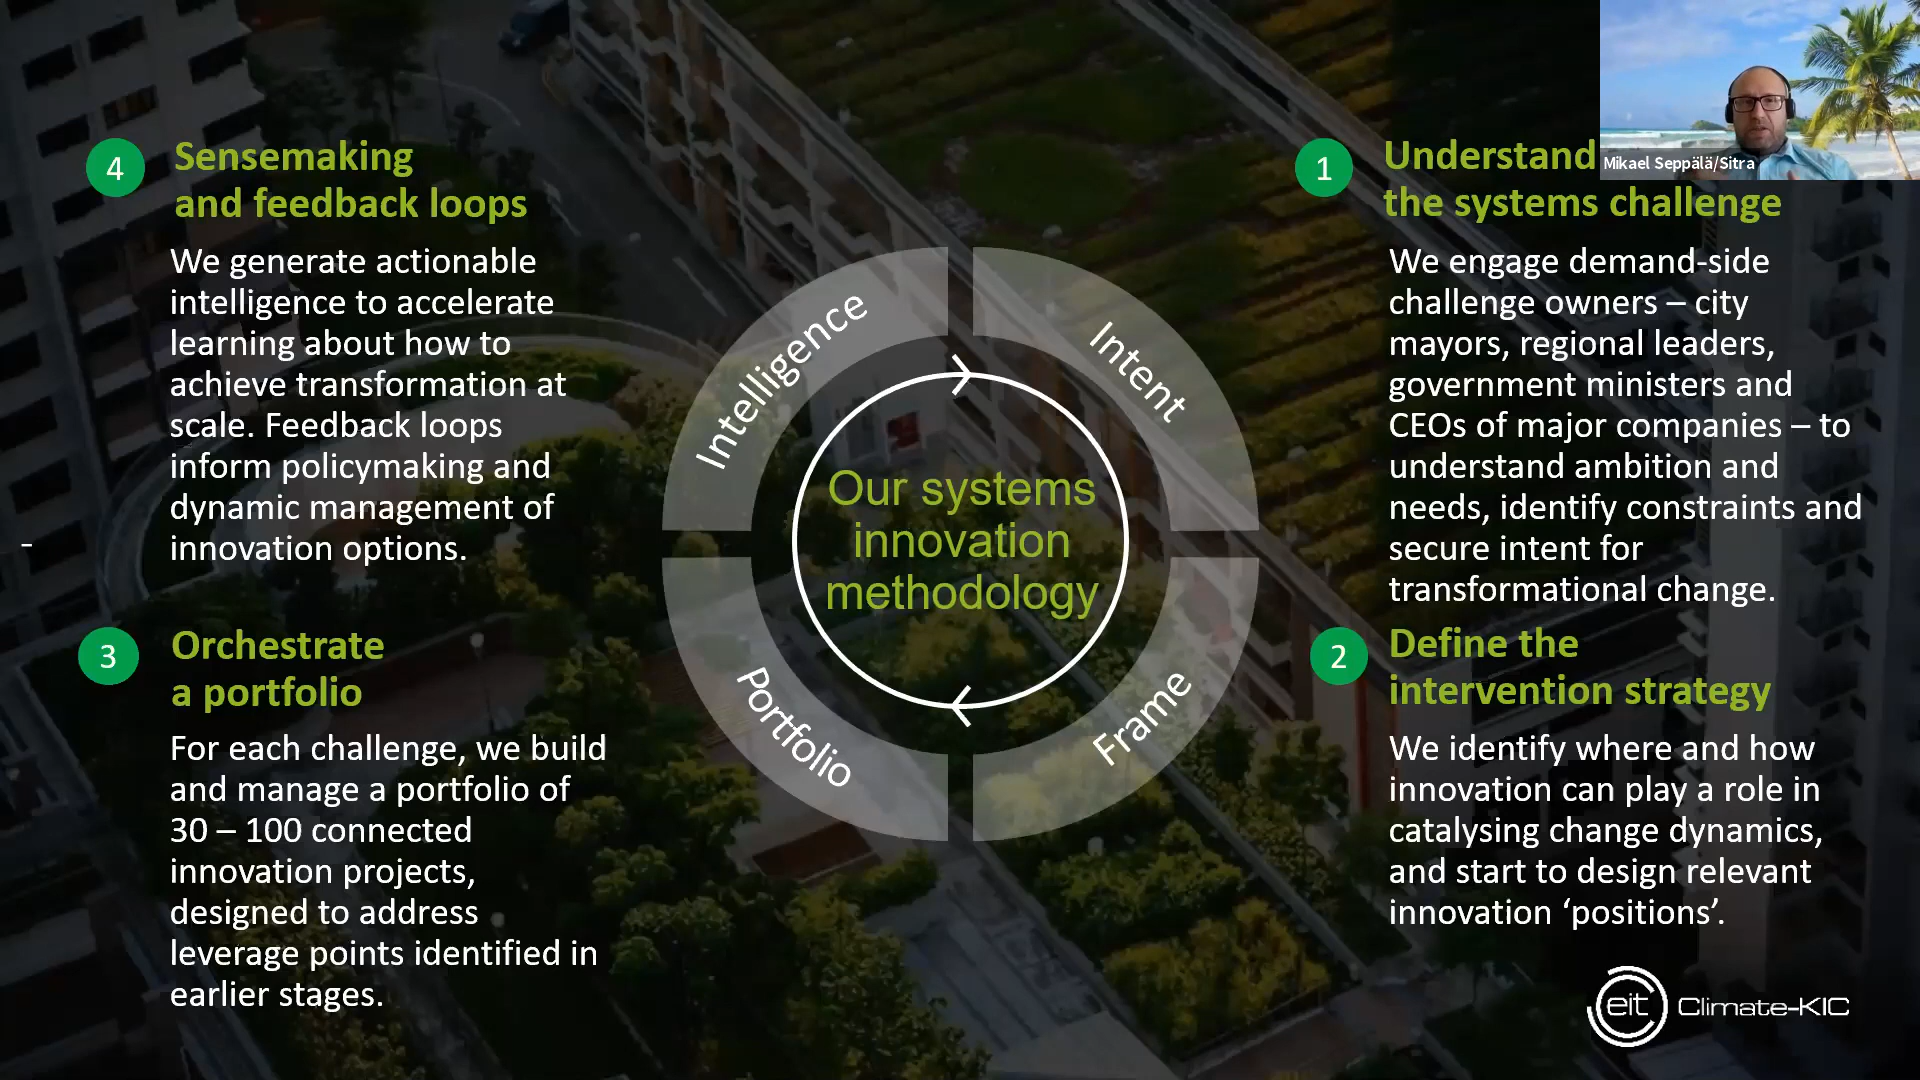 4
Sensemaking
and feedback loops
We generate actionable
intelligence to accelerate
learning about how to
achieve transformation at
scale. Feedback loops
inform policymaking and
dynamic management of
innovation options.
-
3
Orchestrate
a portfolio
For each challenge, we build
and manage a portfolio of
30 – 100 connected
innovation projects,
designed to address
leverage points identified in
earlier stages.
Intelligence
Intent
Our systems
innovation
methodology
Portfolio
Frame
Mikael Seppälä/Sitra
1
Understand
the systems challenge
We engage demand-side
challenge owners – city
mayors, regional leaders,
government ministers and
CEOs of major companies – to
understand ambition and
needs, identify constraints and
secure intent for
transformational change.
2
Define the
intervention strategy
We identify where and how
innovation can play a role in
catalysing change dynamics,
and start to design relevant
innovation ‘positions’.
eit Climate-KIC